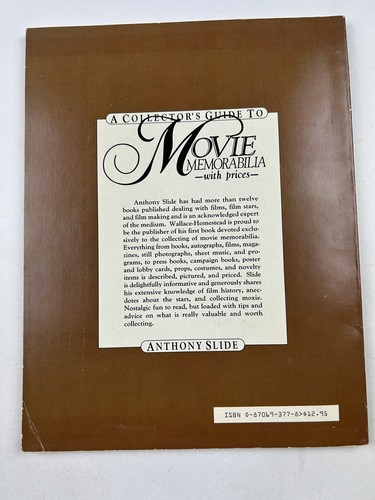 A COLLECTOR'S GUIDE TO
MOVIE
MEMORABILIA
—with prices—
Anthony Slide has had more than twelve
books published dealing with films, film stars,
and film making and is an acknowledged expert
of the medium. Wallace-Homestead is proud to
be the publisher of his first book devoted exclu-
sively to the collecting of movie memorabilia.
Everything from books, autographs, films, maga-
zines, still photographs, sheet music, and pro-
grams, to press books, campaign books, poster
and lobby cards, props, costumes, and novelty
items is described, pictured, and priced. Slide
is delightfully informative and generously shares
his extensive knowledge of film history, anec-
dotes about the stars, and collecting moxie.
Nostalgic fun to read, but loaded with tips and
advice on what is really valuable and worth
collecting.
ANTHONY SLIDE
ISBN 0-87069-377-8>$12.95